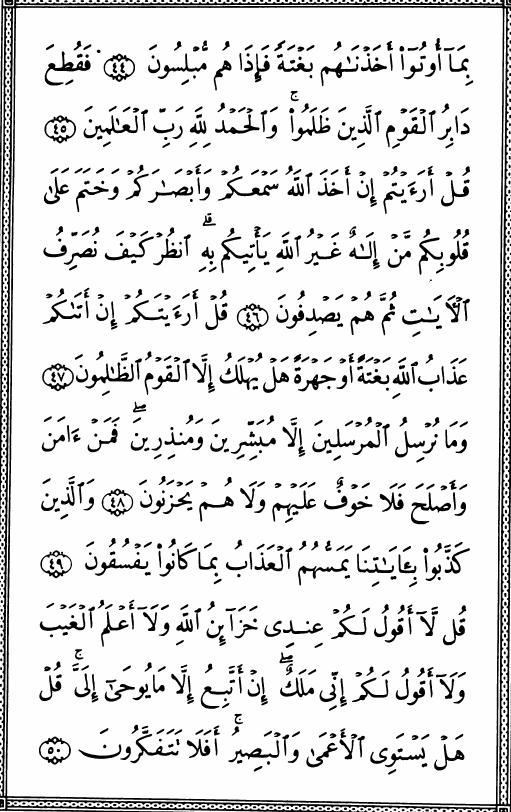 بِمَآ أُوتُوٓا۟ أَخَذْنَٰهُم بَغْتَةً فَإِذَا هُم مُّبْلِسُونَ ﴿٤٤﴾ فَقُطِعَ
دَابِرُ ٱلْقَوْمِ ٱلَّذِينَ ظَلَمُوا۟ ۚ وَٱلْحَمْدُ لِلَّهِ رَبِّ ٱلْعَٰلَمِينَ ﴿٤٥﴾
قُلْ أَرَءَيْتُمْ إِنْ أَخَذَ ٱللَّهُ سَمْعَكُمْ وَأَبْصَٰرَكُمْ وَخَتَمَ عَلَىٰ
قُلُوبِكُم مَّنْ إِلَٰهٌ غَيْرُ ٱللَّهِ يَأْتِيكُم بِهِ ۗ ٱنظُرْ كَيْفَ نُصَرِّفُ
ٱلْءَايَٰتِ ثُمَّ هُمْ يَصْدِفُونَ ﴿٤٦﴾ قُلْ أَرَءَيْتَكُمْ إِنْ أَتَىٰكُمْ
عَذَابُ ٱللَّهِ بَغْتَةً أَوْ جَهْرَةً هَلْ يُهْلَكُ إِلَّا ٱلْقَوْمُ ٱلظَّٰلِمُونَ ﴿٤٧﴾
وَمَا نُرْسِلُ ٱلْمُرْسَلِينَ إِلَّا مُبَشِّرِينَ وَمُنذِرِينَ ۖ فَمَنْ ءَامَنَ
وَأَصْلَحَ فَلَا خَوْفٌ عَلَيْهِمْ وَلَا هُمْ يَحْزَنُونَ ﴿٤٨﴾ وَٱلَّذِينَ
كَذَّبُوا۟ بِـَٔايَٰتِنَا يَمَسُّهُمُ ٱلْعَذَابُ بِمَا كَانُوا۟ يَفْسُقُونَ ﴿٤٩﴾
قُل لَّآ أَقُولُ لَكُمْ عِندِى خَزَآئِنُ ٱللَّهِ وَلَآ أَعْلَمُ ٱلْغَيْبَ
وَلَآ أَقُولُ لَكُمْ إِنِّى مَلَكٌ ۖ إِنْ أَتَّبِعُ إِلَّا مَا يُوحَىٰٓ إِلَىَّ ۚ قُلْ
هَلْ يَسْتَوِى ٱلْأَعْمَىٰ وَٱلْبَصِيرُ ۚ أَفَلَا تَتَفَكَّرُونَ ﴿٥٠﴾